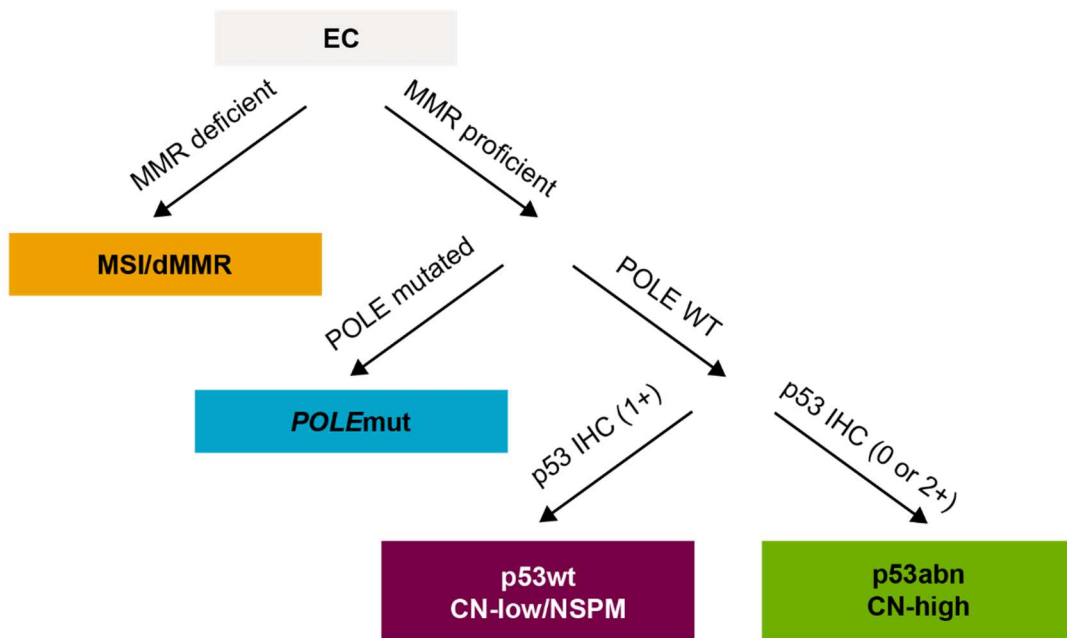 EC
MMR deficient
MMR proficient
MSI/dMMR
POLE mutated
POLE WT
POLEmut
p53 IHC (1+)
p53 IHC (0 or 2+)
p53wt
CN-low/NSPM
p53abn
CN-high